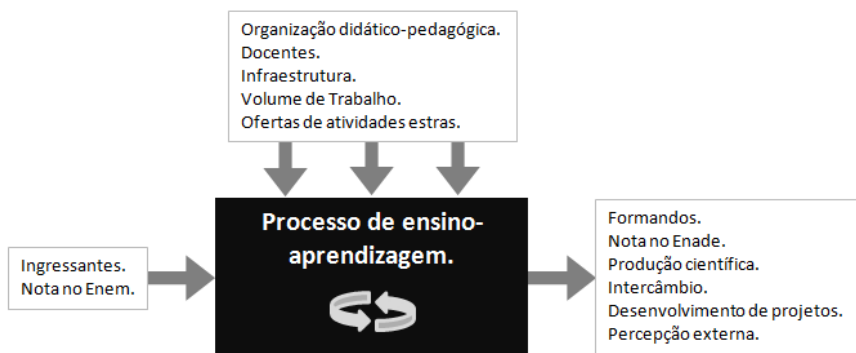 Organização didático-pedagógica.
Docentes.
Infraestrutura.
Volume de Trabalho.
Ofertas de atividades estras.
Processo de ensino-
aprendizagem.
Ingressantes.
Nota no Enem.
Formandos.
Nota no Enade.
Produção científica.
Intercâmbio.
Desenvolvimento de projetos.
Percepção externa.